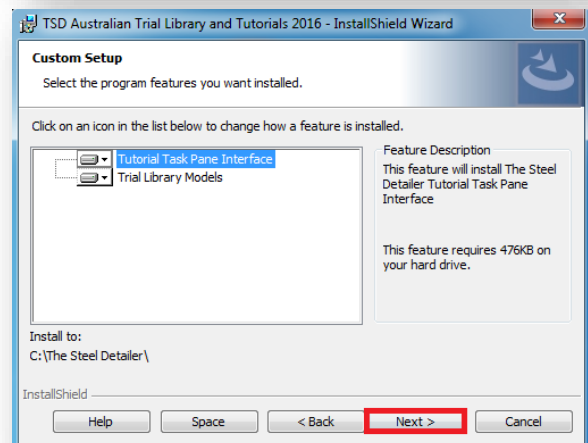 TSD Australian Trial Library and Tutorials 2016 - InstallShield Wizard
Custom Setup
Select the program features you want installed.
Click on an icon in the list below to change how a feature is installed.
Tutorial Task Pane Interface
Trial Library Models
Feature Description
This feature will install The Steel
Detailer Tutorial Task Pane
Interface
This feature requires 476KB on
your hard drive.
Install to:
C:\The Steel Detailer\
InstallShield
Help
Space
< Back
Next >
Cancel